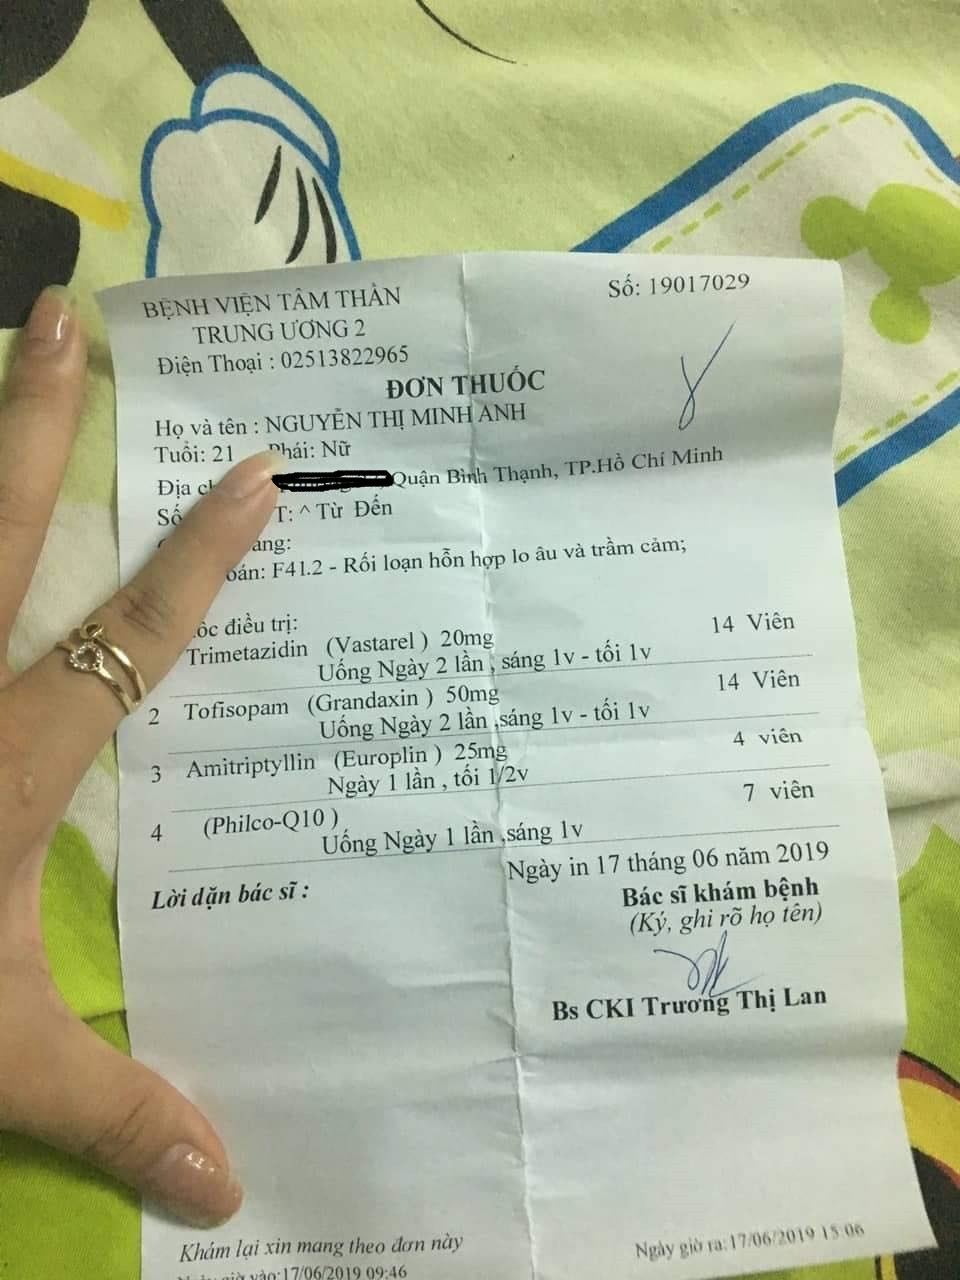 BỆNH VIỆN TÂM THẦN
TRUNG ƯƠNG 2
Số: 19017029
Điện Thoại : 02513822965
ĐƠN THUỐC
Họ và tên : NGUYỄN THỊ MINH ANH
Tuổi: 21 Phái: Nữ
Địa Quận Bình Thạnh, TP.Hồ Chí Minh
Số T: ^ Từ Đến
ang:
oán: F41.2 - Rối loạn hỗn hợp lo âu và trầm cảm;
ốc điều trị:
Trimetazidin (Vastarel ) 20mg 14 Viên
Uống Ngày 2 lần , sáng 1v - tối 1v
2 Tofisopam (Grandaxin ) 50mg 14 Viên
Uống Ngày 2 lần ,sáng 1v - tối 1v
3 Amitriptyllin (Europlin ) 25mg 4 viên
Ngày 1 lần , tối 1/2v
4 (Philco-Q10 ) 7 viên
Uống Ngày 1 lần ,sáng 1v
Ngày in 17 tháng 06 năm 2019
Lời dặn bác sĩ :
Bác sĩ khám bệnh
(Ký, ghi rõ họ tên)
Bs CKI Trương Thị Lan
Khám lại xin mang theo đơn này
Ngày giờ ra:17/06/2019 15:06
Ngày giờ vào:17/06/2019 09:46